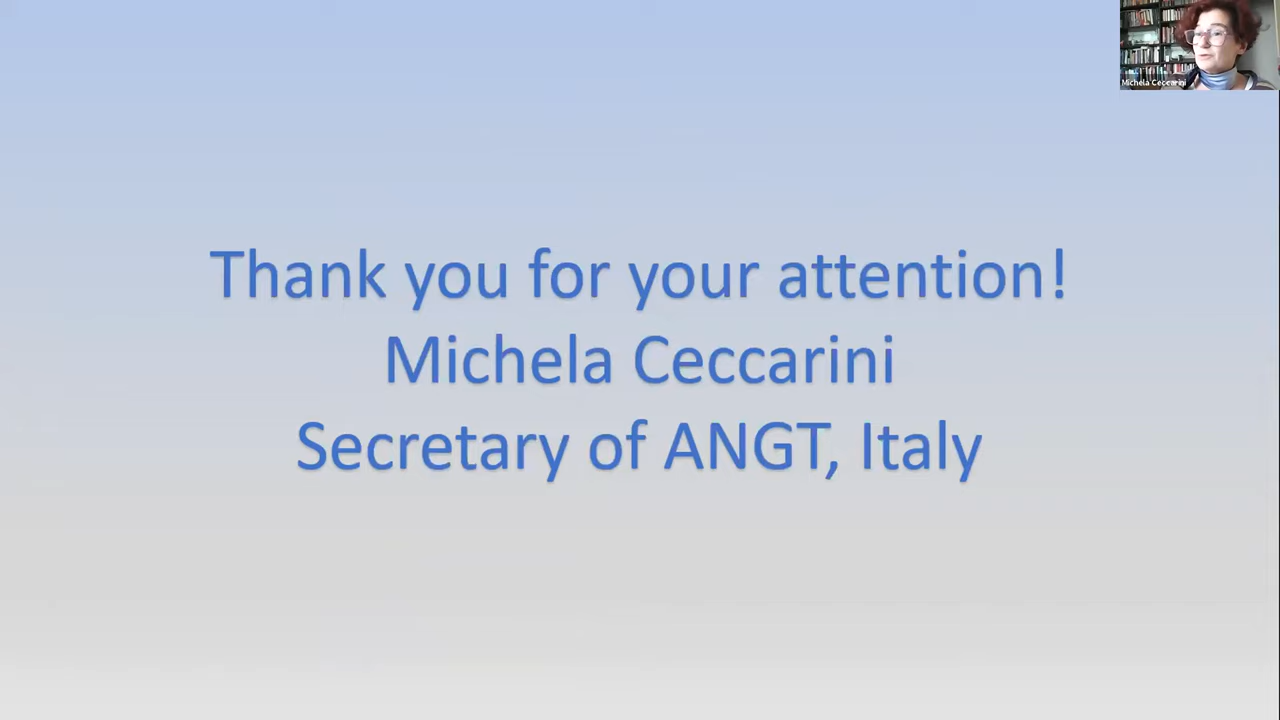 Michela Ceccarini
Thank you for your attention!
Michela Ceccarini
Secretary of ANGT, Italy